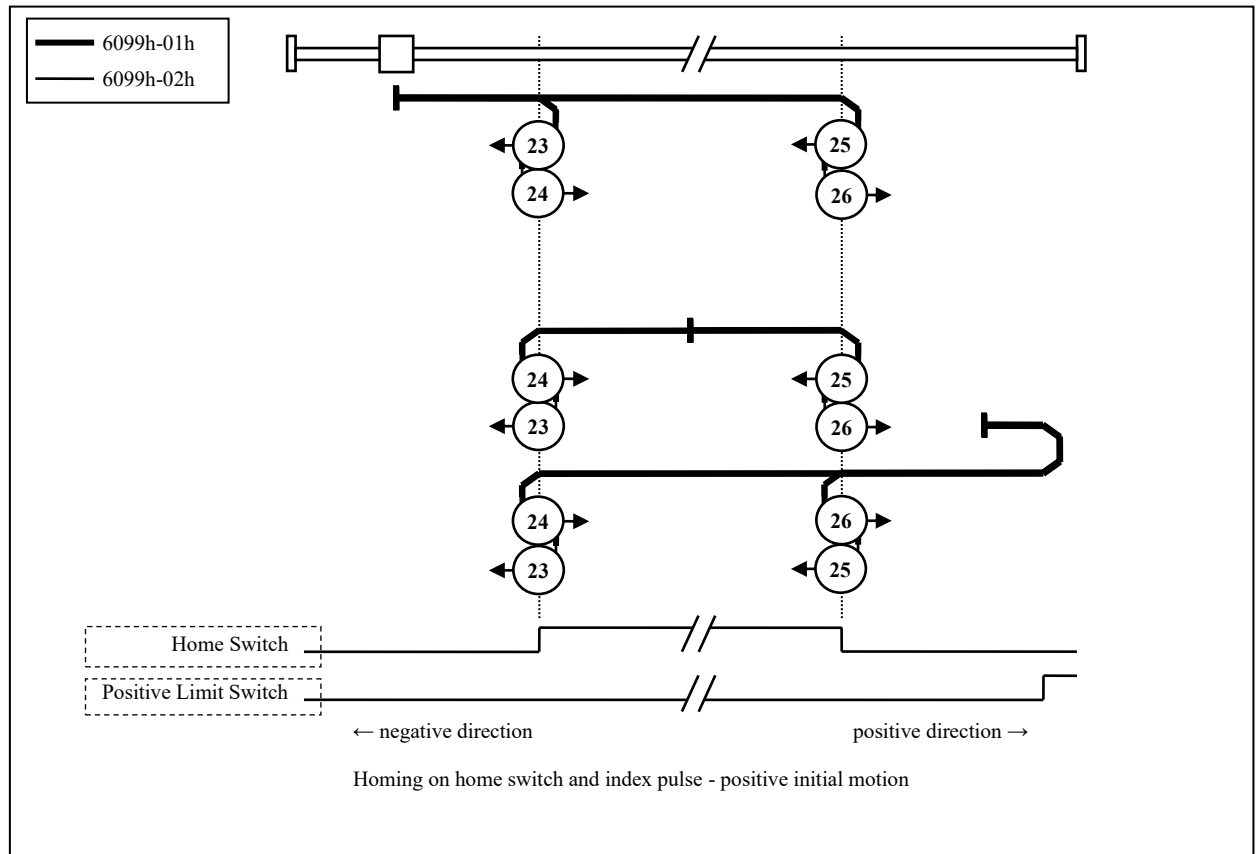 6099h-01h
6099h-02h
23 25
24 26
24 25
23 26
24 26
23 25
Home Switch
Positive Limit Switch
← negative direction positive direction →
Homing on home switch and index pulse - positive initial motion